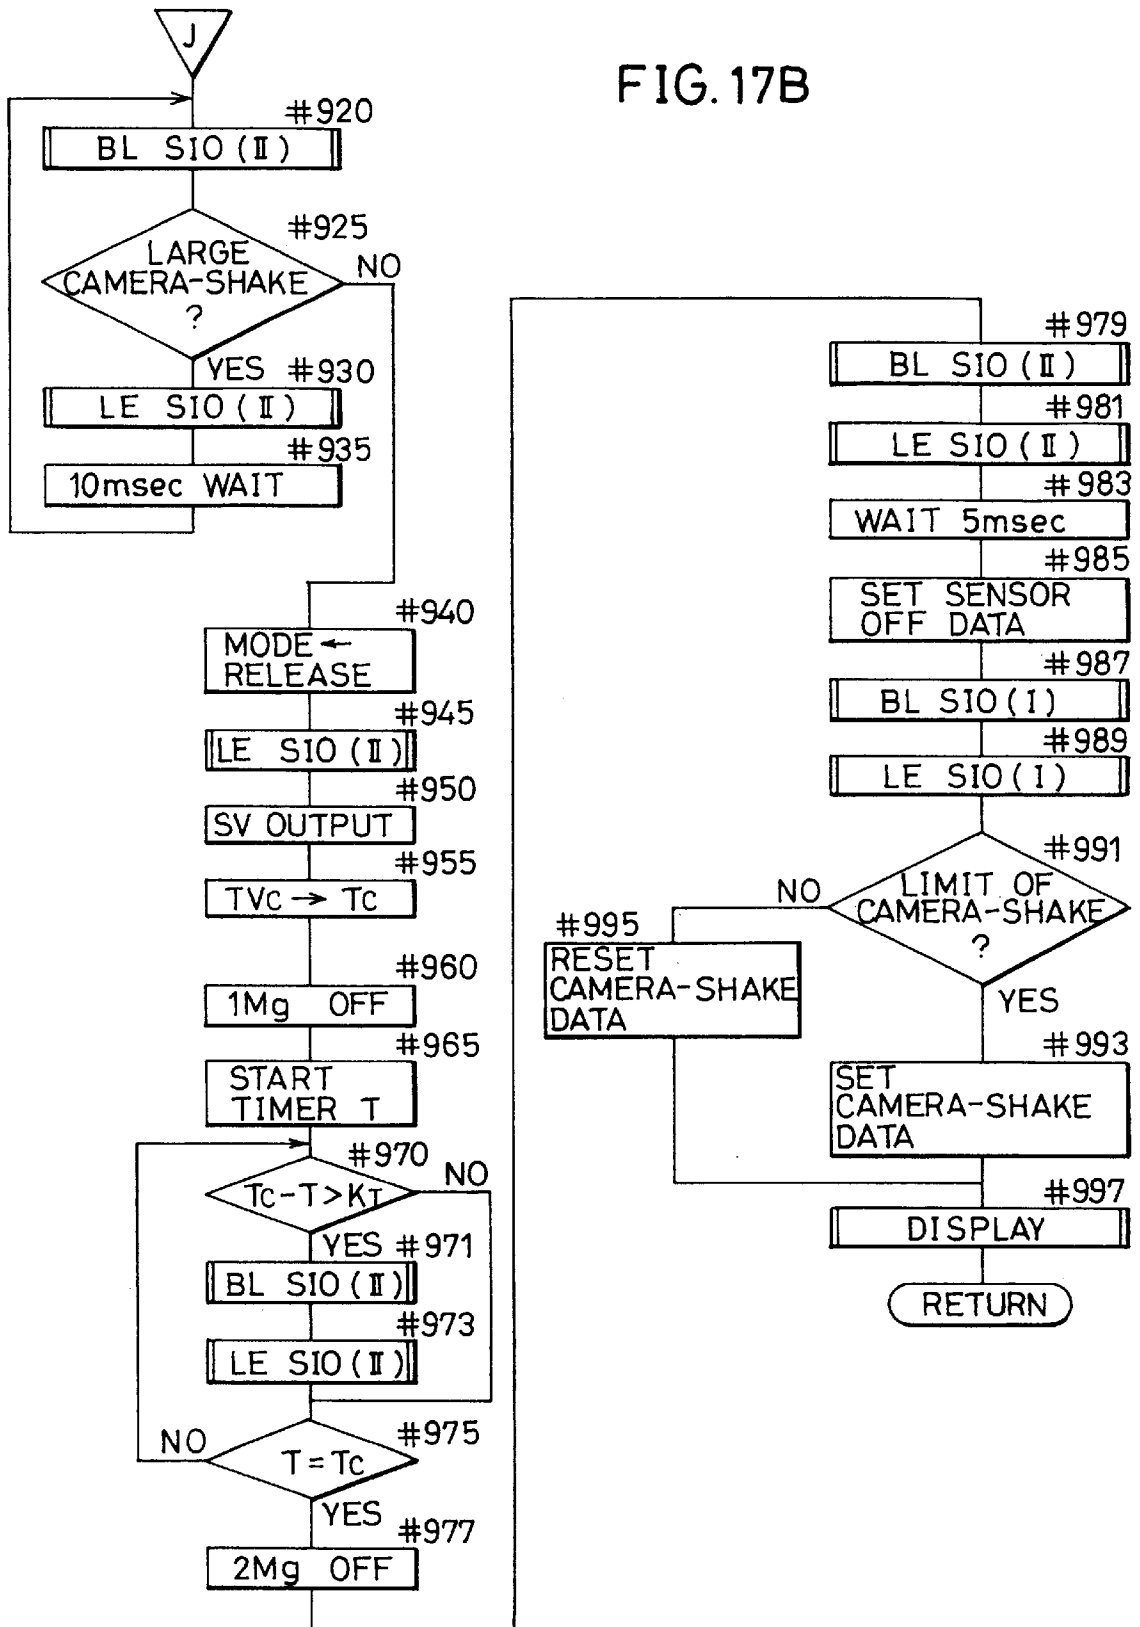 J
FIG. 17B
#920
BL SIO (II)
#925
LARGE
CAMERA-SHAKE
?
NO
YES #930
LE SIO (II)
#935
10msec WAIT
#940
MODE ←
RELEASE
#945
LE SIO (II)
#950
SV OUTPUT
#955
TVC → TC
#960
1Mg OFF
#965
START
TIMER T
#970
TC-T>KT
NO
YES #971
BL SIO (II)
#973
LE SIO (II)
#975
NO
T=TC
YES
#977
2Mg OFF
#979
BL SIO (II)
#981
LE SIO (II)
#983
WAIT 5msec
#985
SET SENSOR
OFF DATA
#987
BL SIO (I)
#989
LE SIO (I)
#991
LIMIT OF
CAMERA-SHAKE
?
NO
#995
RESET
CAMERA-SHAKE
DATA
YES
#993
SET
CAMERA-SHAKE
DATA
#997
DISPLAY
RETURN